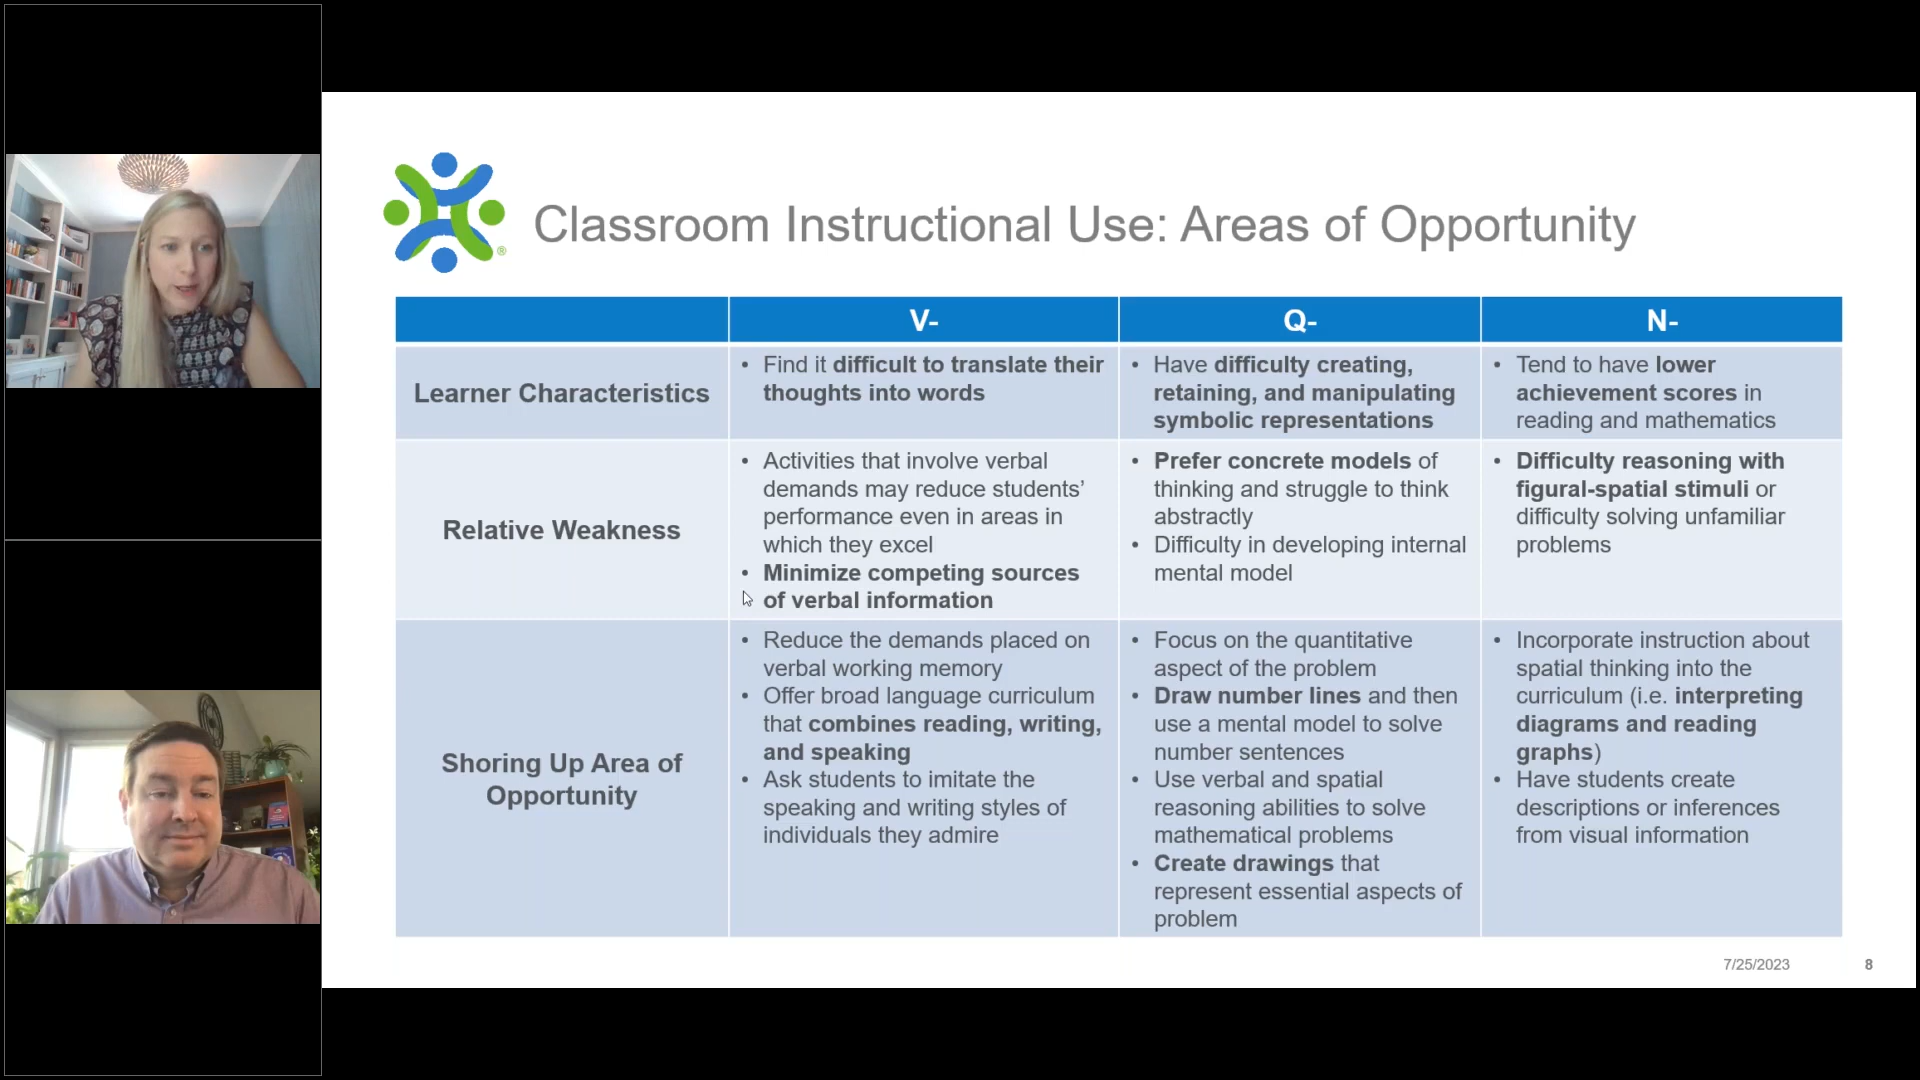 ®
Classroom Instructional Use: Areas of Opportunity
V-
Q-
N-
Learner Characteristics
• Find it difficult to translate their
thoughts into words
• Have difficulty creating,
retaining, and manipulating
symbolic representations
• Tend to have lower
achievement scores in
reading and mathematics
Relative Weakness
• Activities that involve verbal
demands may reduce students’
performance even in areas in
which they excel
• Minimize competing sources
of verbal information
• Prefer concrete models of
thinking and struggle to think
abstractly
• Difficulty in developing internal
mental model
• Difficulty reasoning with
figural-spatial stimuli or
difficulty solving unfamiliar
problems
Shoring Up Area of
Opportunity
• Reduce the demands placed on
verbal working memory
• Offer broad language curriculum
that combines reading, writing,
and speaking
• Ask students to imitate the
speaking and writing styles of
individuals they admire
• Focus on the quantitative
aspect of the problem
• Draw number lines and then
use a mental model to solve
number sentences
• Use verbal and spatial
reasoning abilities to solve
mathematical problems
• Create drawings that
represent essential aspects of
problem
• Incorporate instruction about
spatial thinking into the
curriculum (i.e. interpreting
diagrams and reading
graphs)
• Have students create
descriptions or inferences
from visual information
7/25/2023
8